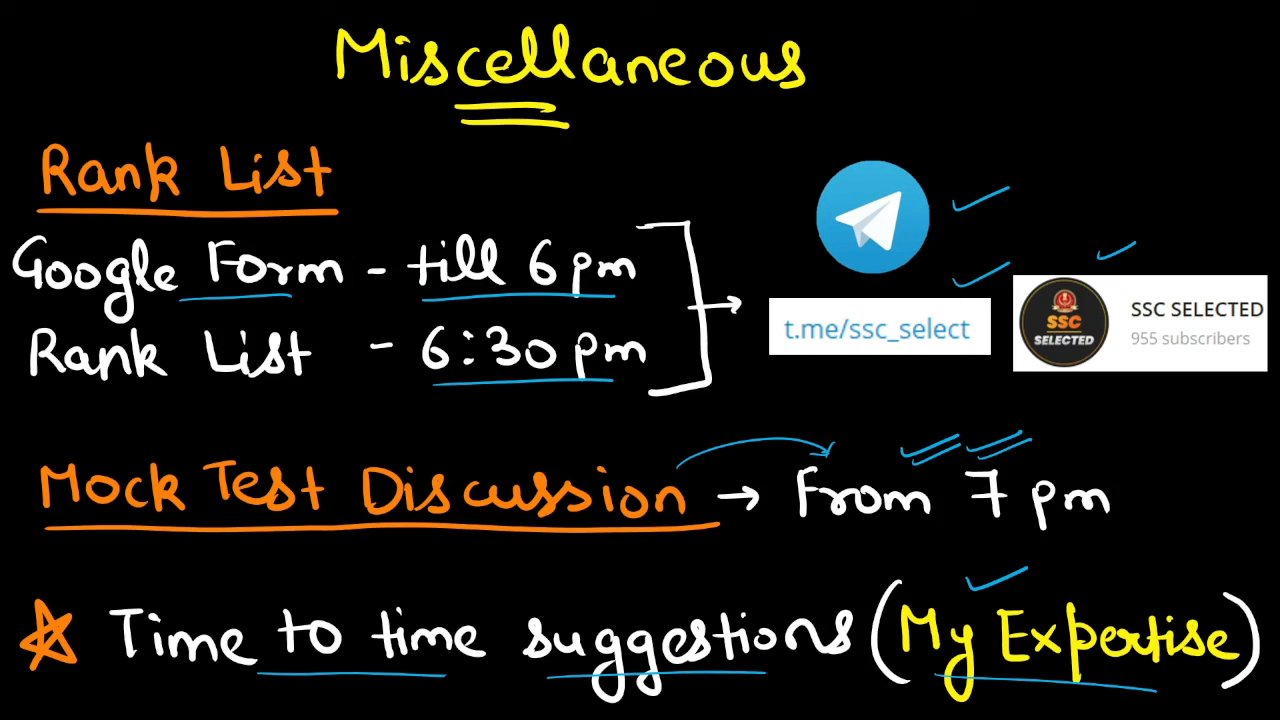 Miscellaneous
Rank List
Google Form - till 6 pm
Rank List - 6:30 pm
t.me/ssc_select
SSC
SELECTED
SSC SELECTED
955 subscribers
Mock Test Discussion → From 7 pm
Time to time suggestions (My Expertise)